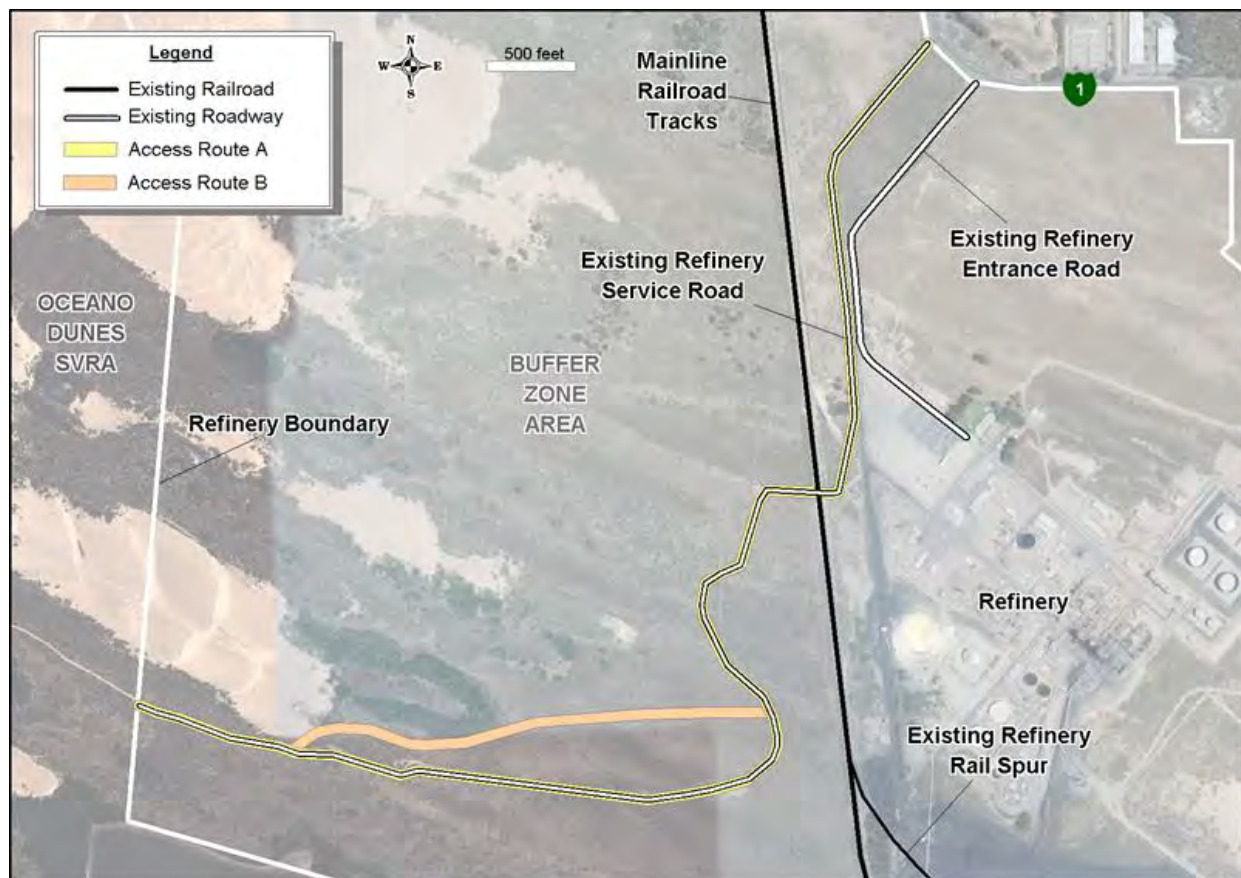 Legend
Existing Railroad
Existing Roadway
Access Route A
Access Route B
N
W E
S
500 feet
Mainline
Railroad
Tracks
1
Existing Refinery
Entrance Road
Existing Refinery
Service Road
OCEANO
DUNES
SVRA
BUFFER
ZONE
AREA
Refinery Boundary
Refinery
Existing Refinery
Rail Spur